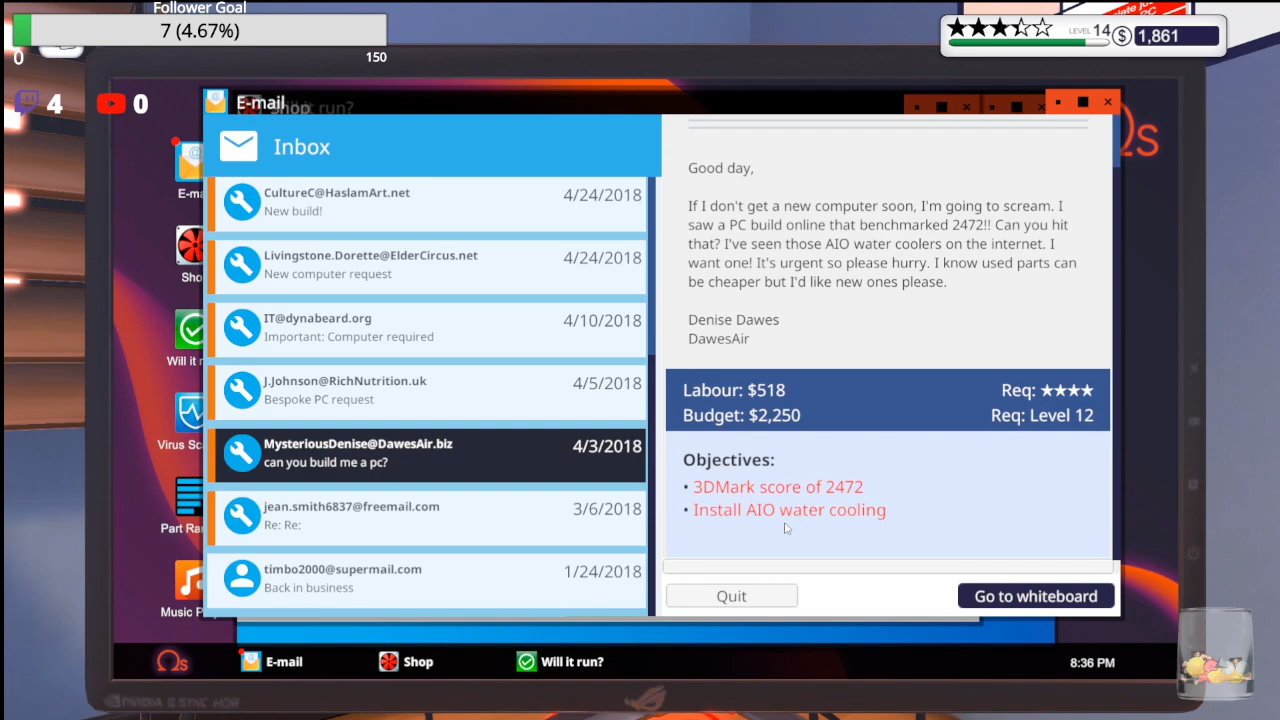 Follower Goal
7 (4.67%)
0
150
4
0
LEVEL 14
$ 1,861
E-mail
Inbox
CultureC@HaslamArt.net
4/24/2018
New build!
Livingstone.Dorette@ElderCircus.net
4/24/2018
New computer request
IT@dynabeard.org
4/10/2018
Important: Computer required
J.Johnson@RichNutrition.uk
4/5/2018
Bespoke PC request
MysteriousDenise@DawesAir.biz
4/3/2018
can you build me a pc?
jean.smith6837@freemail.com
3/6/2018
Re: Re:
timbo2000@supermail.com
1/24/2018
Back in business
Good day,
If I don't get a new computer soon, I'm going to scream. I
saw a PC build online that benchmarked 2472!! Can you hit
that? I've seen those AIO water coolers on the internet. I
want one! It's urgent so please hurry. I know used parts can
be cheaper but I'd like new ones please.
Denise Dawes
DawesAir
Labour: $518
Req: ★★★★
Budget: $2,250
Req: Level 12
Objectives:
• 3DMark score of 2472
• Install AIO water cooling
Quit
Go to whiteboard
E-ma
Sho
Will it r
Virus Sc
Part Ra
Music P
Ωs
E-mail
Shop
Will it run?
8:36 PM
NVIDIA G-SYNC HDR